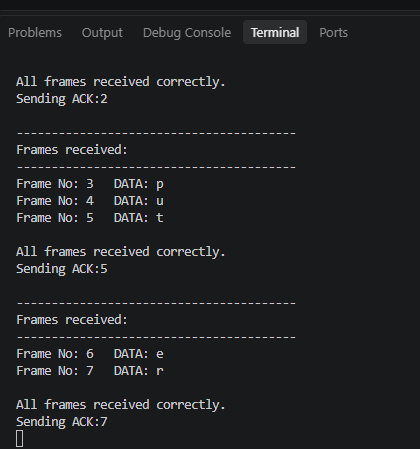 Problems Output Debug Console Terminal Ports
All frames received correctly.
Sending ACK:2
----------------------------------------
Frames received:
----------------------------------------
Frame No: 3 DATA: p
Frame No: 4 DATA: u
Frame No: 5 DATA: t
All frames received correctly.
Sending ACK:5
----------------------------------------
Frames received:
----------------------------------------
Frame No: 6 DATA: e
Frame No: 7 DATA: r
All frames received correctly.
Sending ACK:7